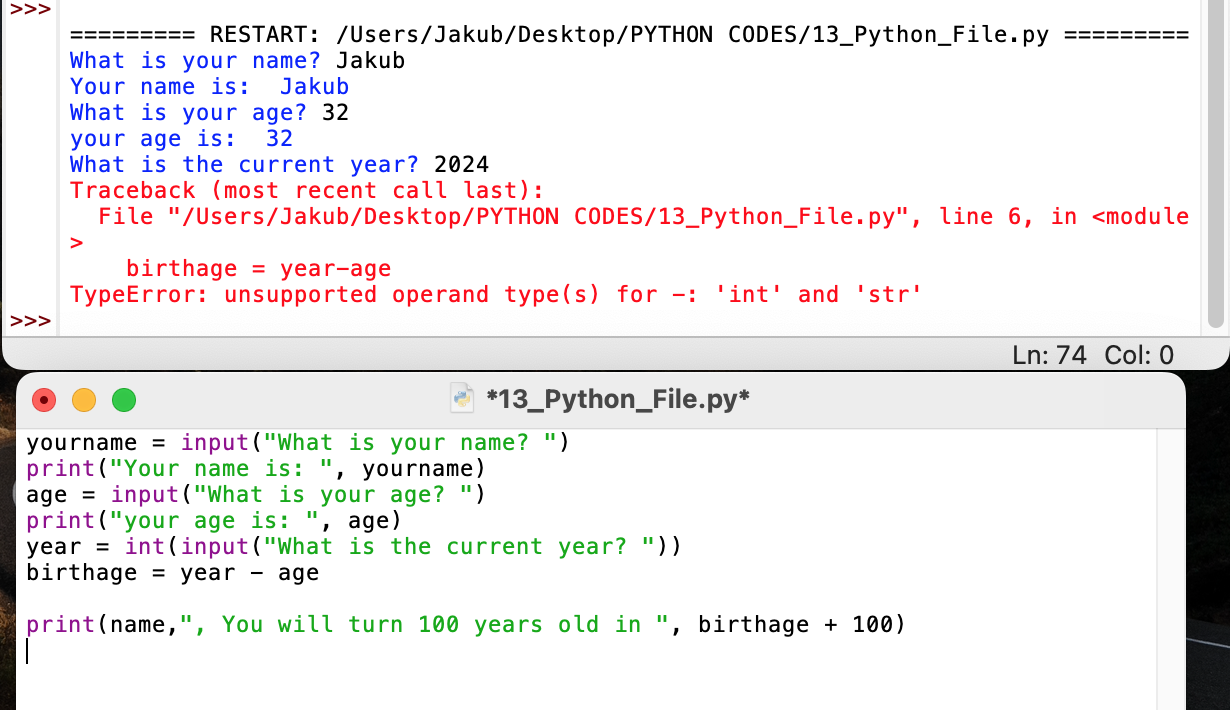 >>>
========= RESTART: /Users/Jakub/Desktop/PYTHON CODES/13_Python_File.py =========
What is your name? Jakub
Your name is:  Jakub
What is your age? 32
your age is:  32
What is the current year? 2024
Traceback (most recent call last):
  File "/Users/Jakub/Desktop/PYTHON CODES/13_Python_File.py", line 6, in <module
>
    birthage = year-age
TypeError: unsupported operand type(s) for -: 'int' and 'str'
>>>
Ln: 74 Col: 0
*13_Python_File.py*
yourname = input("What is your name? ")
print("Your name is: ", yourname)
age = input("What is your age? ")
print("your age is: ", age)
year = int(input("What is the current year? "))
birthage = year - age
print(name,", You will turn 100 years old in ", birthage + 100)